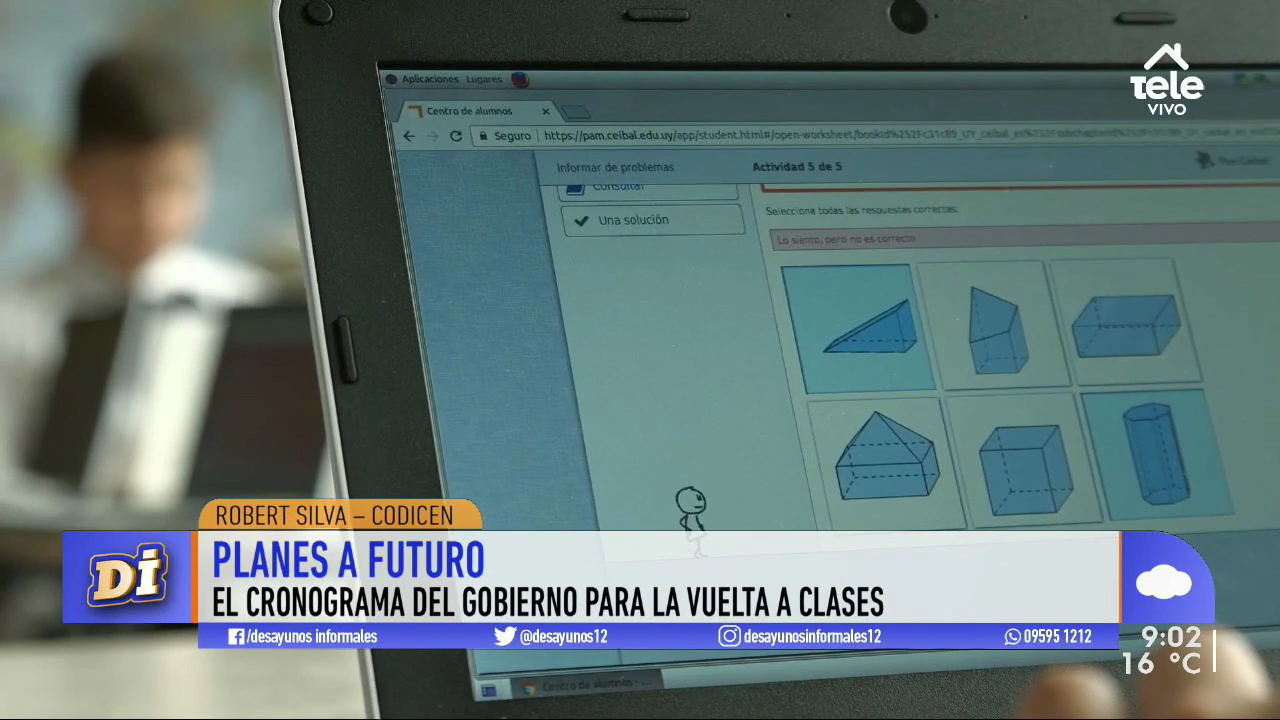 tele
VIVO
Aplicaciones Lugares
Centro de alumnos
Seguro https://pam.ceibal.edu.uy/app/student.html#/open-worksheet/
Informar de problemas
Actividad 5 de 5
Consultar
Una solución
Selecciona todas las respuestas correctas:
Lo siento, pero no es correcto
ROBERT SILVA – CODICEN
Di
PLANES A FUTURO
EL CRONOGRAMA DEL GOBIERNO PARA LA VUELTA A CLASES
/desayunos informales
@desayunos12
desayunosinformales12
09595 1212
9:02
16 °C
Centro de alumnos - ...